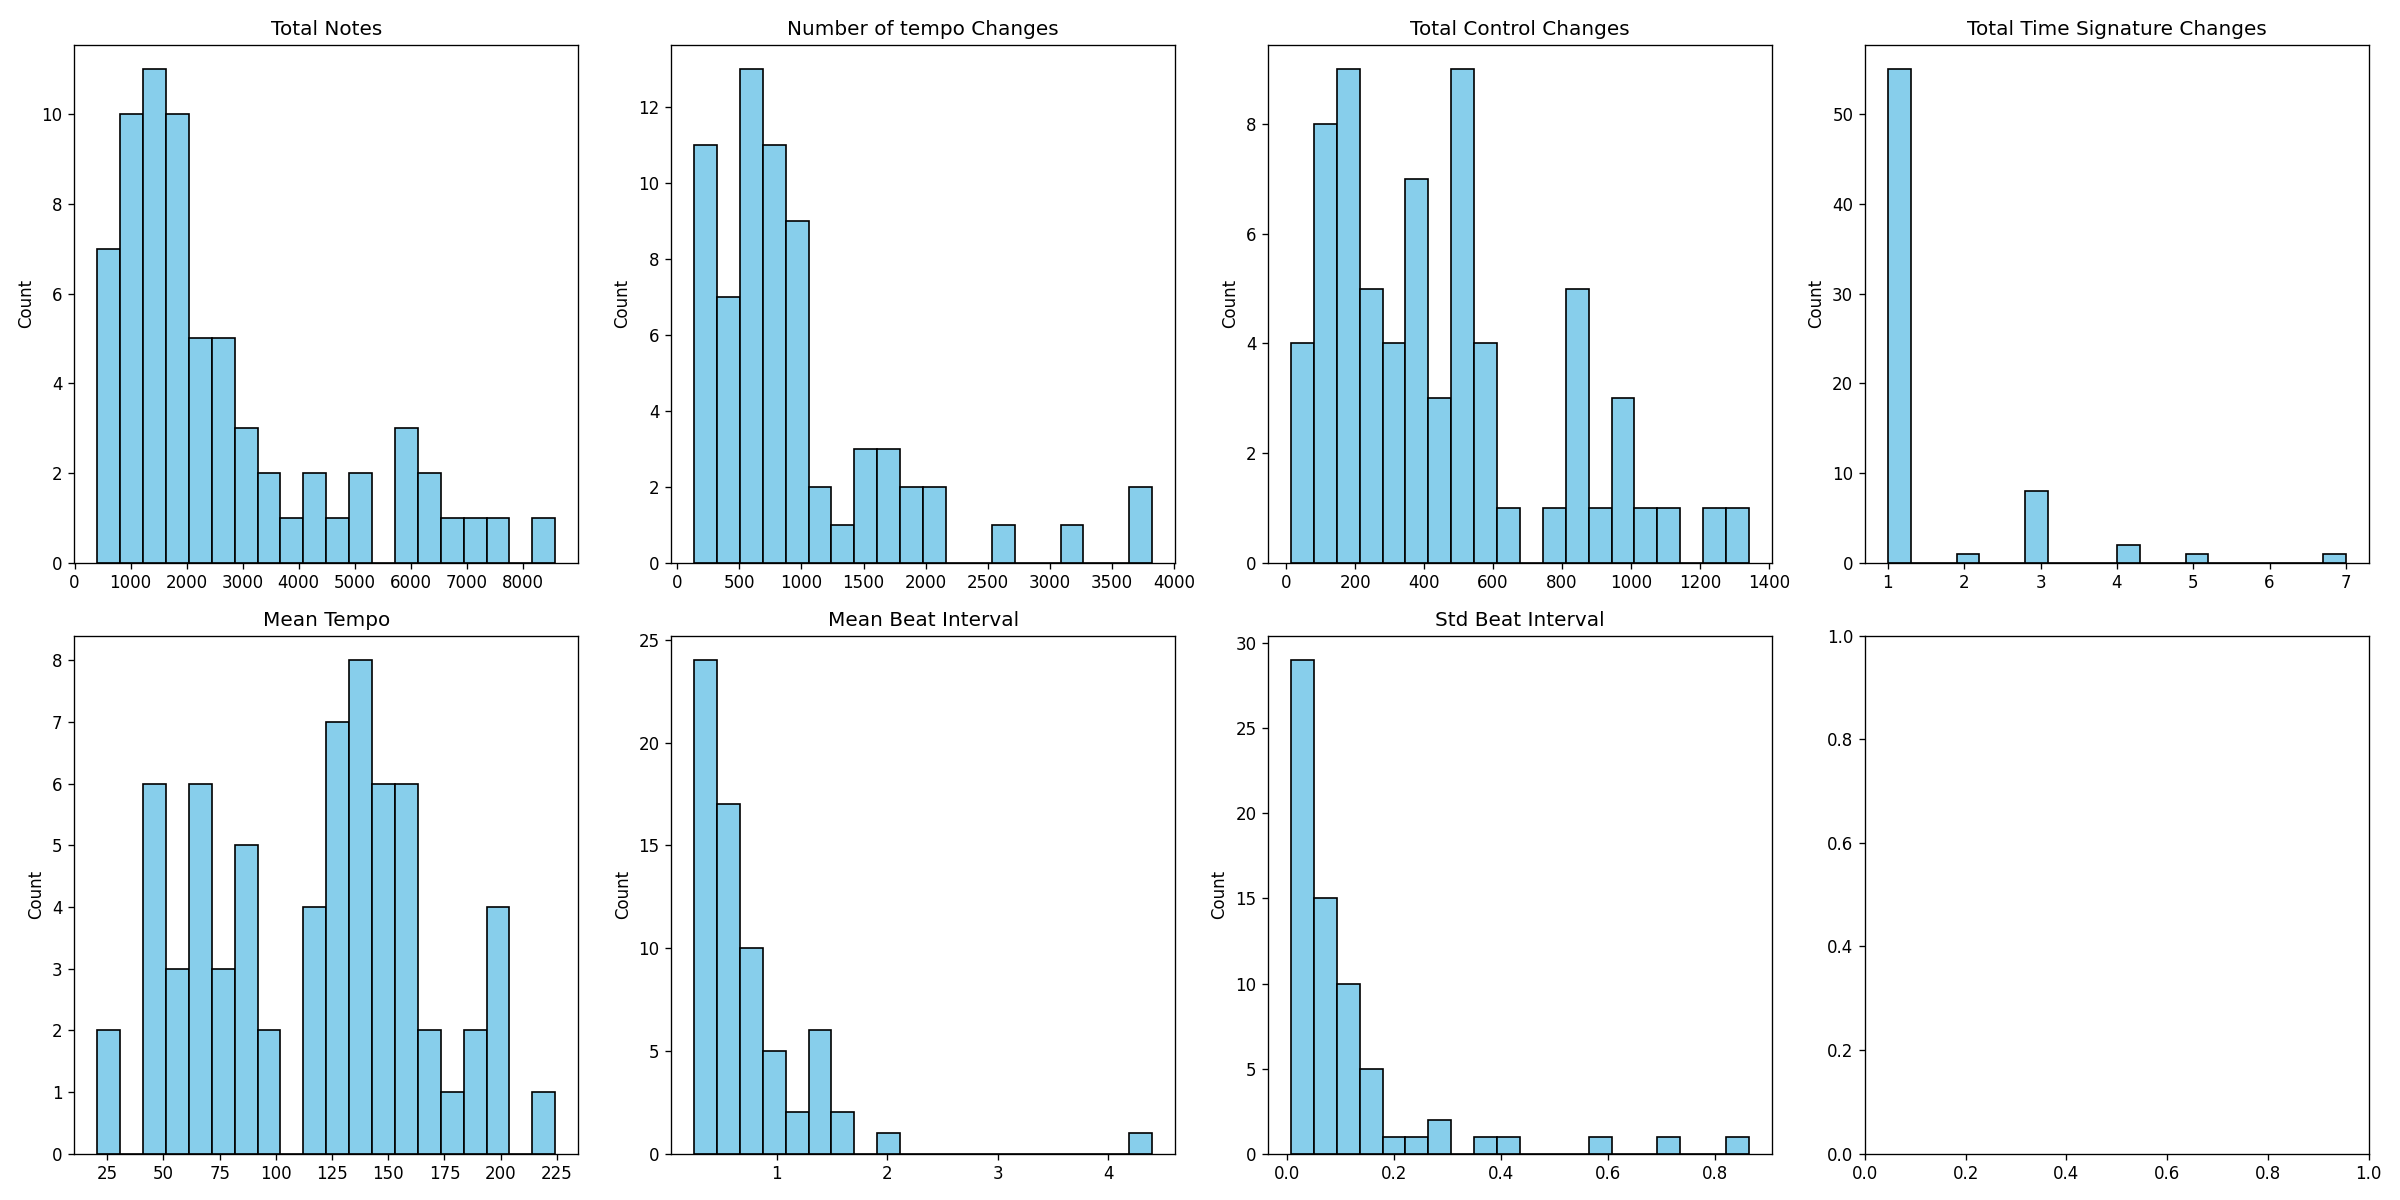 Total Notes
Number of tempo Changes
Total Control Changes
Total Time Signature Changes
Count
10
8
6
4
2
0
0 1000 2000 3000 4000 5000 6000 7000 8000
Count
12
10
8
6
4
2
0
0 500 1000 1500 2000 2500 3000 3500 4000
Count
8
6
4
2
0
0 200 400 600 800 1000 1200 1400
Count
50
40
30
20
10
0
1 2 3 4 5 6 7
Mean Tempo
Mean Beat Interval
Std Beat Interval
Count
8
7
6
5
4
3
2
1
0
25 50 75 100 125 150 175 200 225
Count
25
20
15
10
5
0
1 2 3 4
Count
30
25
20
15
10
5
0
0.0 0.2 0.4 0.6 0.8
1.0
0.8
0.6
0.4
0.2
0.0
0.0 0.2 0.4 0.6 0.8 1.0